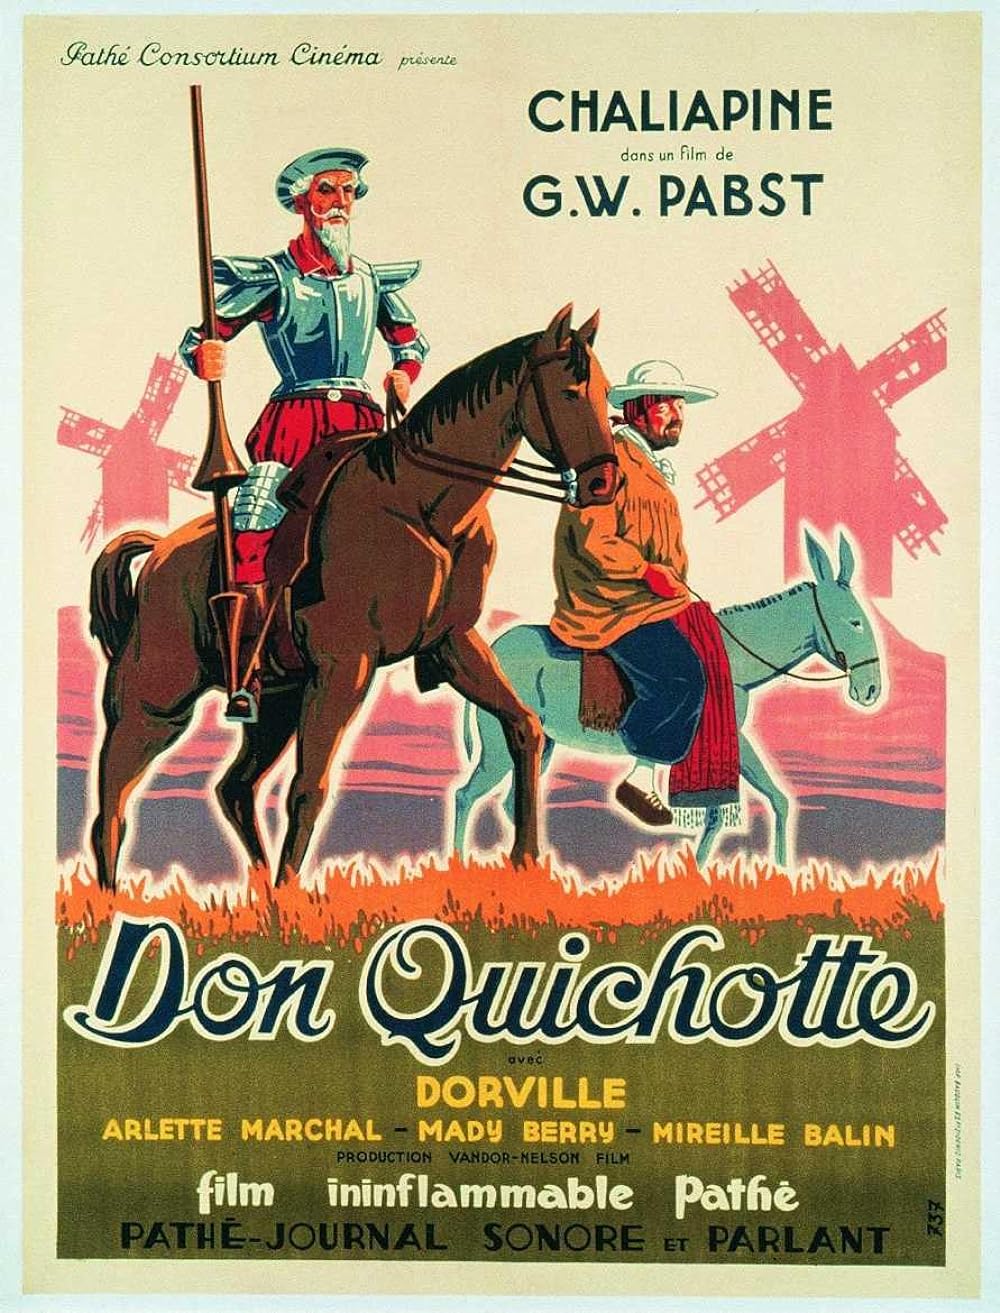 Pathé Consortium Cinéma présente
CHALIAPINE
dans un film de
G.W. PABST
Don Quichotte
avec
DORVILLE
ARLETTE MARCHAL – MADY BERRY – MIREILLE BALIN
PRODUCTION VANDOR-NELSON FILM
film ininflammable Pathé
PATHÉ-JOURNAL SONORE ET PARLANT
737